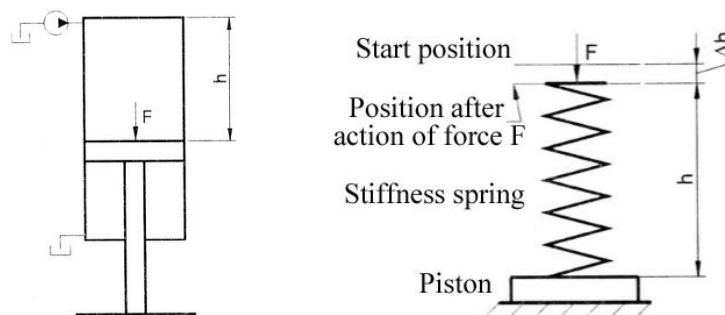 h
F
Start position
F
Δh
Position after
action of force F
h
Stiffness spring
Piston